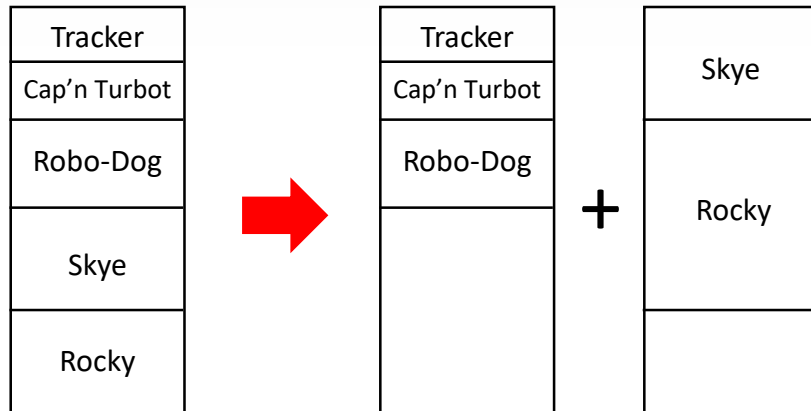 Tracker
Cap’n Turbot
Robo-Dog
Skye
Rocky
Tracker
Cap’n Turbot
Robo-Dog
+
Skye
Rocky